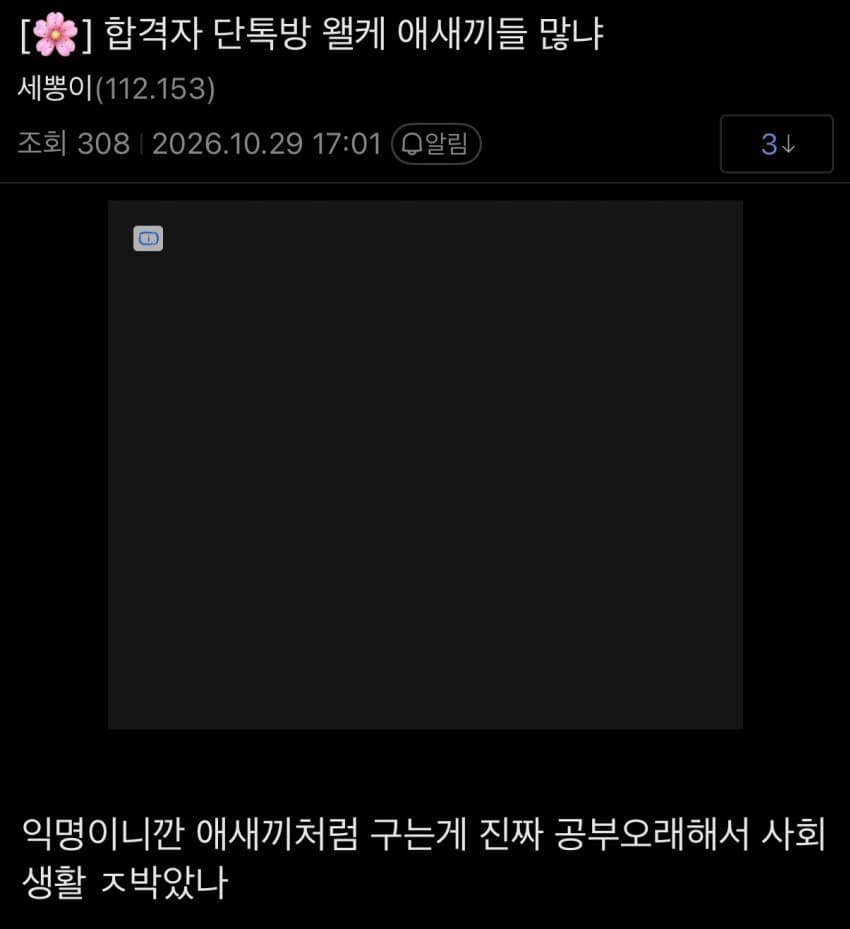 [🌸] 합격자 단톡방 왤케 애새끼들 많냐
세뽕이(112.153)
조회 308 | 2026.10.29 17:01 알림
3↓
익명이니깐 애새끼처럼 구는게 진짜 공부오래해서 사회
생활 ㅈ박았나